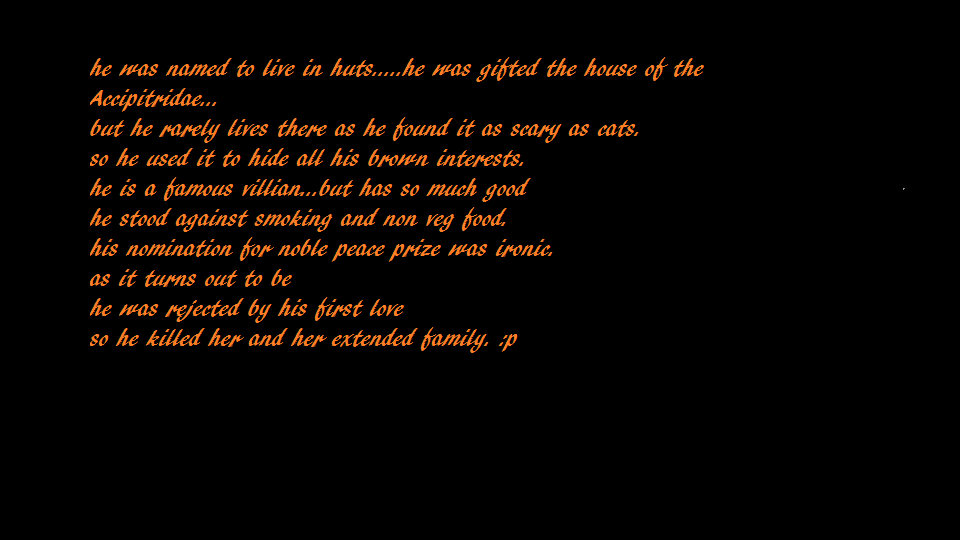 he was named to live in huts.....he was gifted the house of the
Accipitridae...
but he rarely lives there as he found it as scary as cats.
so he used it to hide all his brown interests.
he is a famous villian...but has so much good
he stood against smoking and non veg food.
his nomination for noble peace prize was ironic.
as it turns out to be
he was rejected by his first love
so he killed her and her extended family. :p